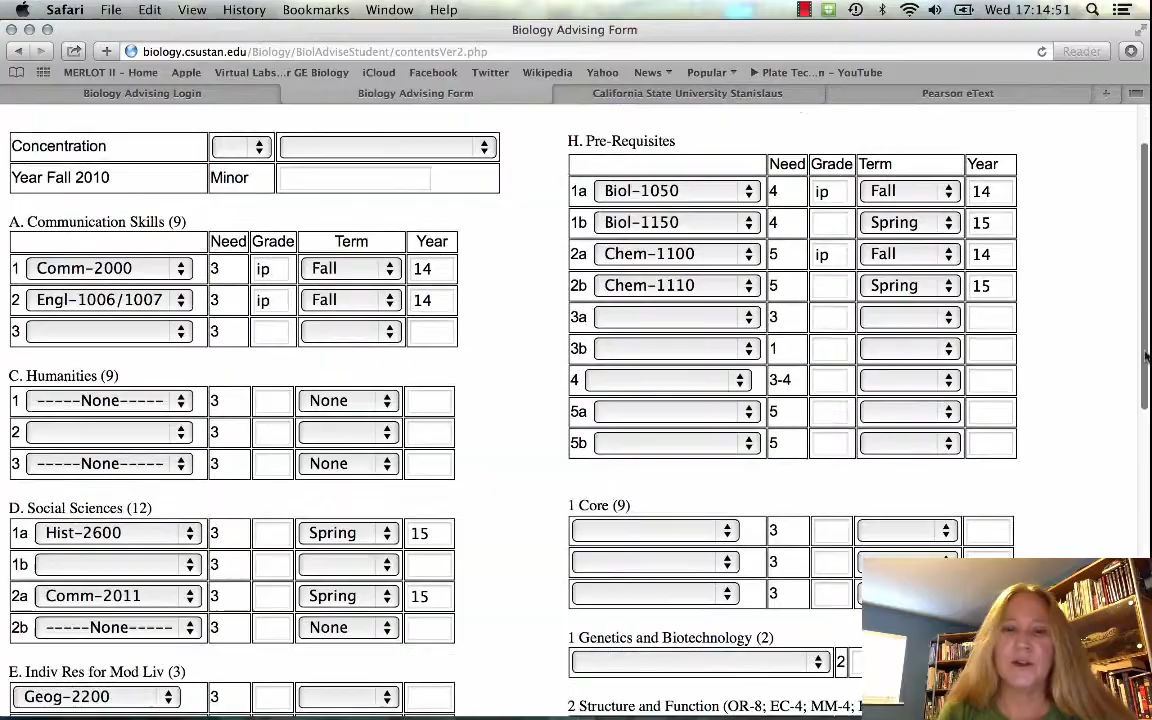 Safari File Edit View History Bookmarks Window Help Wed 17:14:51
Biology Advising Form
biology.csustan.edu/Biology/BiolAdviseStudent/contentsVer2.php Reader
MERLOT II - Home Apple Virtual Labs...r GE Biology iCloud Facebook Twitter Wikipedia Yahoo News Popular Plate Tec...n - YouTube
Biology Advising Login Biology Advising Form California State University Stanislaus Pearson eText
Concentration
Year Fall 2010 Minor
A. Communication Skills (9)
Need Grade Term Year
1 Comm-2000 3 ip Fall 14
2 Engl-1006/1007 3 ip Fall 14
3 3
C. Humanities (9)
1 -----None----- 3 None
2 3
3 -----None----- 3 None
D. Social Sciences (12)
1a Hist-2600 3 Spring 15
1b 3
2a Comm-2011 3 Spring 15
2b -----None----- 3 None
E. Indiv Res for Mod Liv (3)
Geog-2200 3
H. Pre-Requisites
Need Grade Term Year
1a Biol-1050 4 ip Fall 14
1b Biol-1150 4 Spring 15
2a Chem-1100 5 ip Fall 14
2b Chem-1110 5 Spring 15
3a 3
3b 1
4 3-4
5a 5
5b 5
1 Core (9)
3
3
3
1 Genetics and Biotechnology (2)
2
2 Structure and Function (OR-8; EC-4; MM-4;